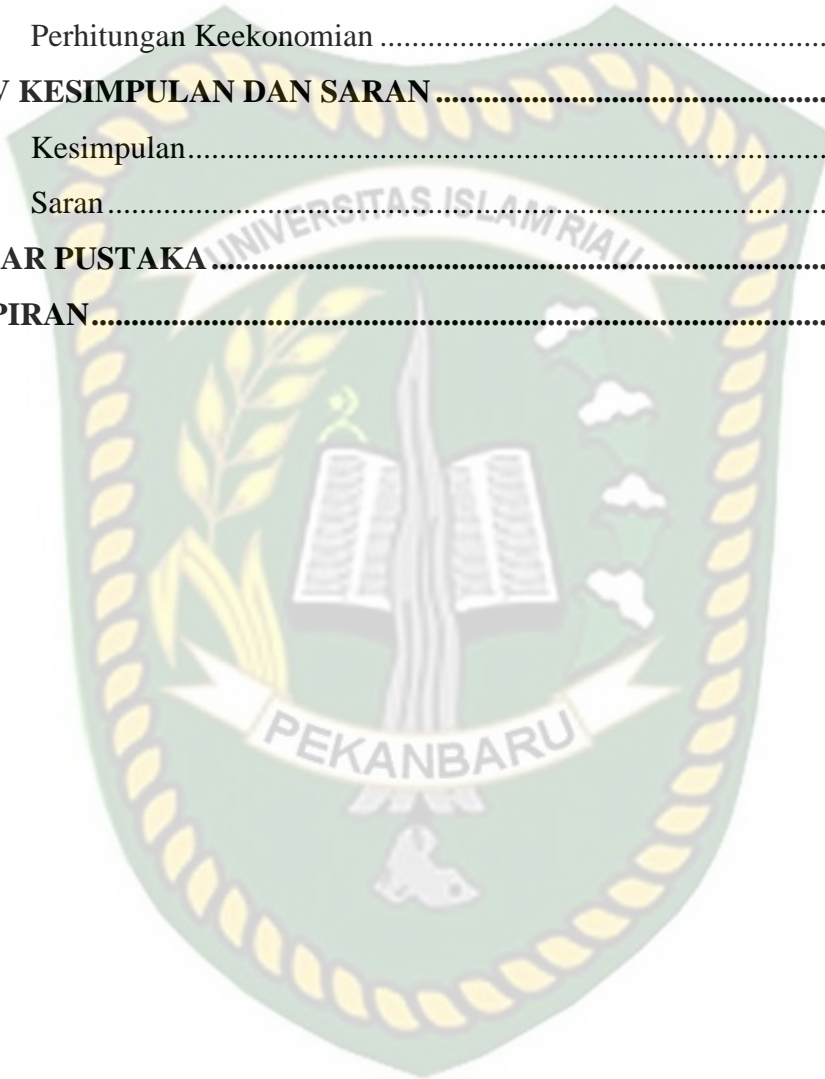 Perhitungan Keekonomian ........................................................
V KESIMPULAN DAN SARAN ..................................................
Kesimpulan................................................................................
Saran ..........................................................................................
AR PUSTAKA ..............................................................................
PIRAN.............................................................................................
UNIVERSITAS ISLAM RIAU
PEKANBARU